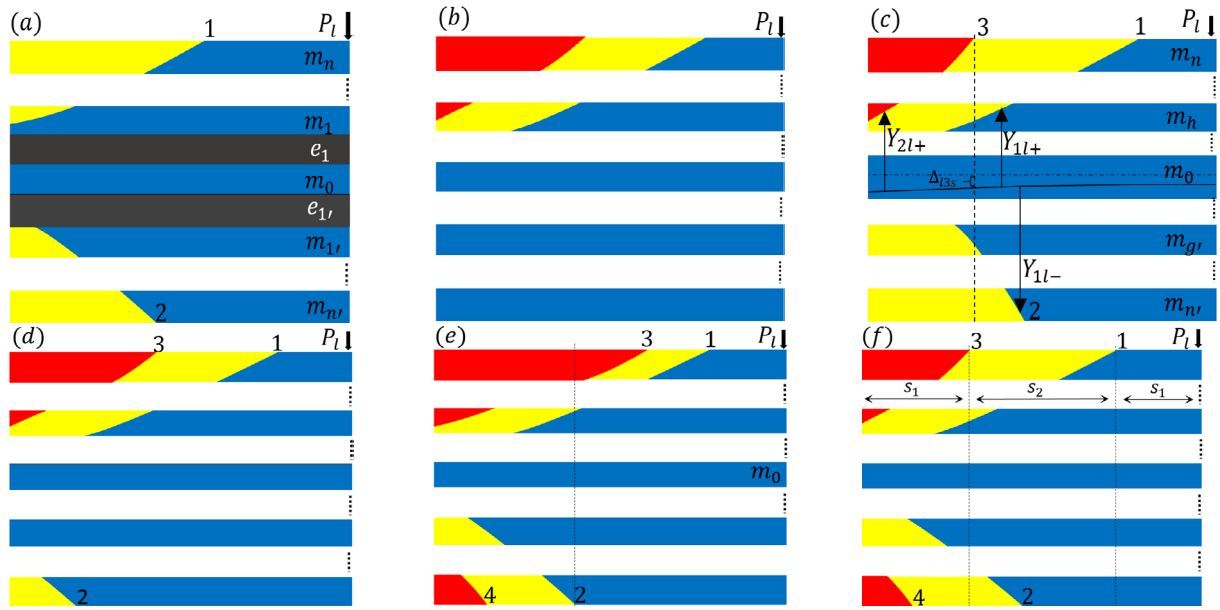 (a) 1 P_l
m_n
m_1
e_1
m_0
e_1′
m_1′
m_n′
2
(b) P_l
(c) 3 1 P_l
m_n
m_h
Y_2l+ Y_1l+
Δ_l3s m_0
m_g′
Y_1l−
m_n′
2
(d) 3 1 P_l
2
(e) 3 1 P_l
m_0
4 2
(f) 3 1 P_l
s_1 s_2 s_1
4 2